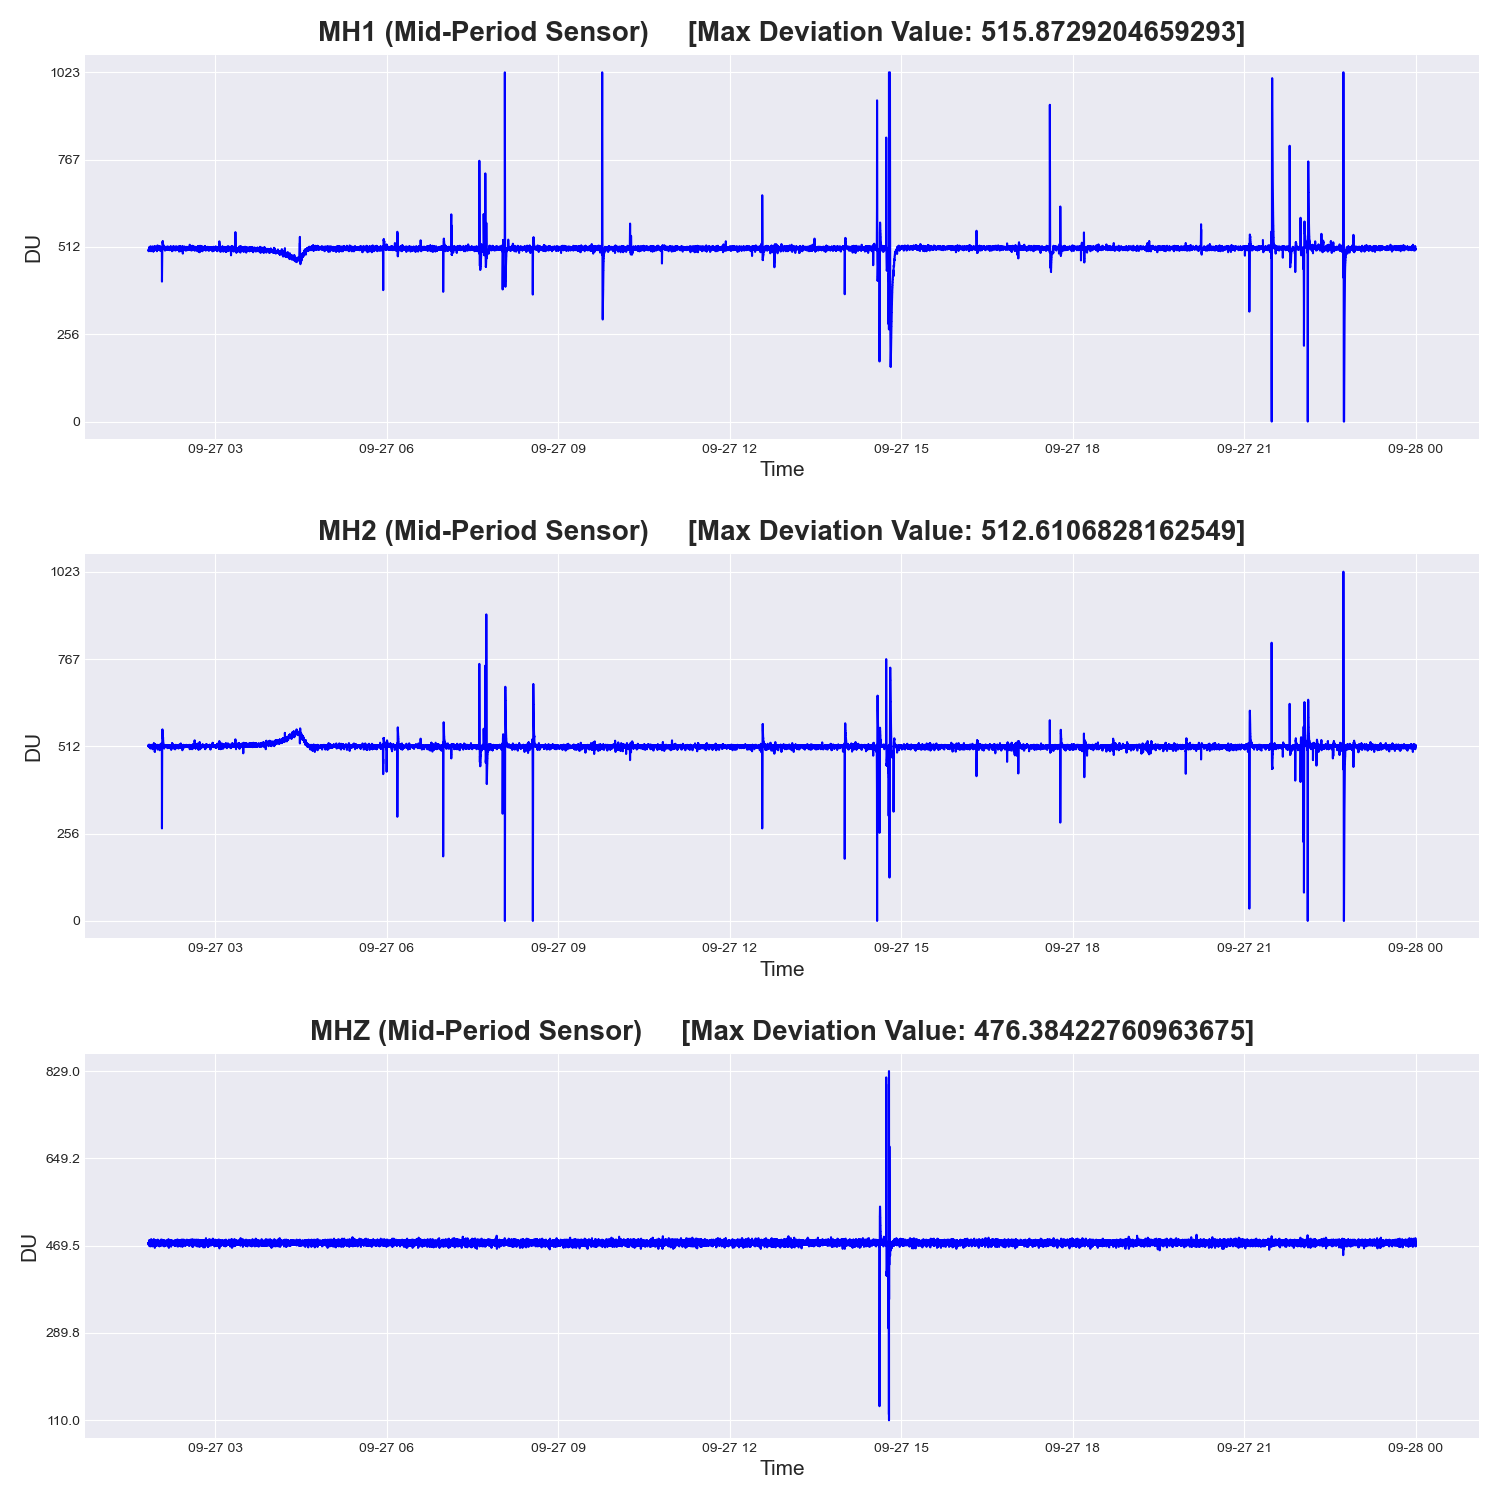 MH1 (Mid-Period Sensor) [Max Deviation Value: 515.8729204659293]
1023
767
512
256
0
DU
09-27 03 09-27 06 09-27 09 09-27 12 09-27 15 09-27 18 09-27 21 09-28 00
Time
MH2 (Mid-Period Sensor) [Max Deviation Value: 512.6106828162549]
1023
767
512
256
0
DU
09-27 03 09-27 06 09-27 09 09-27 12 09-27 15 09-27 18 09-27 21 09-28 00
Time
MHZ (Mid-Period Sensor) [Max Deviation Value: 476.38422760963675]
829.0
649.2
469.5
289.8
110.0
DU
09-27 03 09-27 06 09-27 09 09-27 12 09-27 15 09-27 18 09-27 21 09-28 00
Time